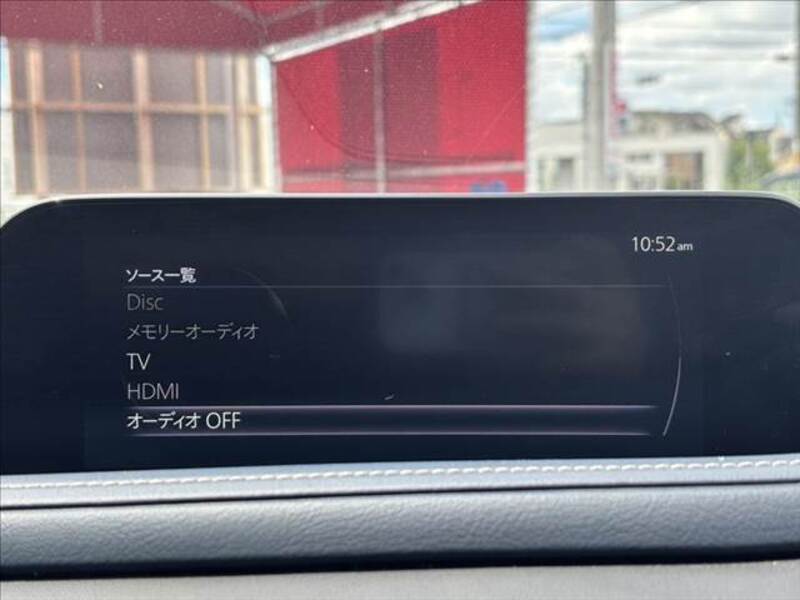 10:52am
ソース一覧
Disc
メモリーオーディオ
TV
HDMI
オーディオ OFF